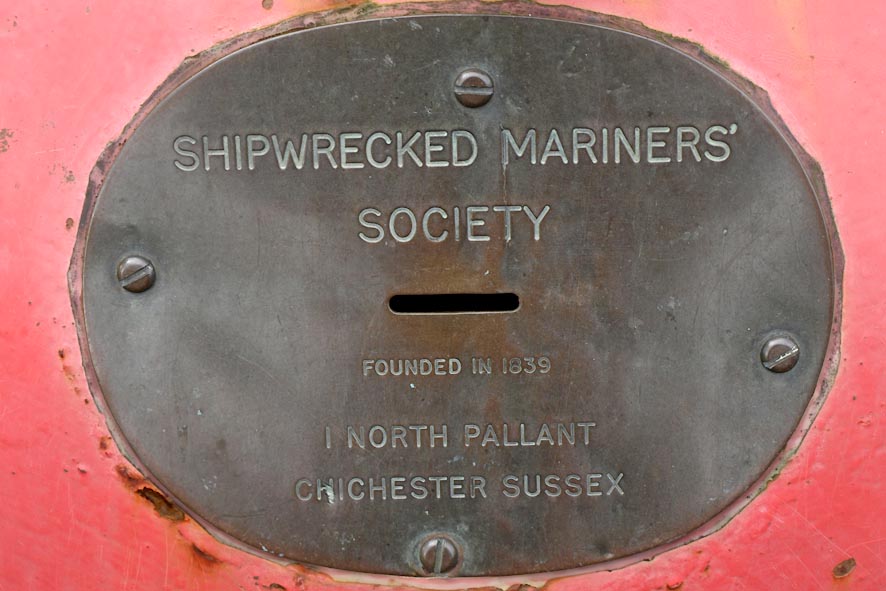 SHIPWRECKED MARINERS'
SOCIETY
FOUNDED IN 1839
1 NORTH PALLANT
CHICHESTER SUSSEX